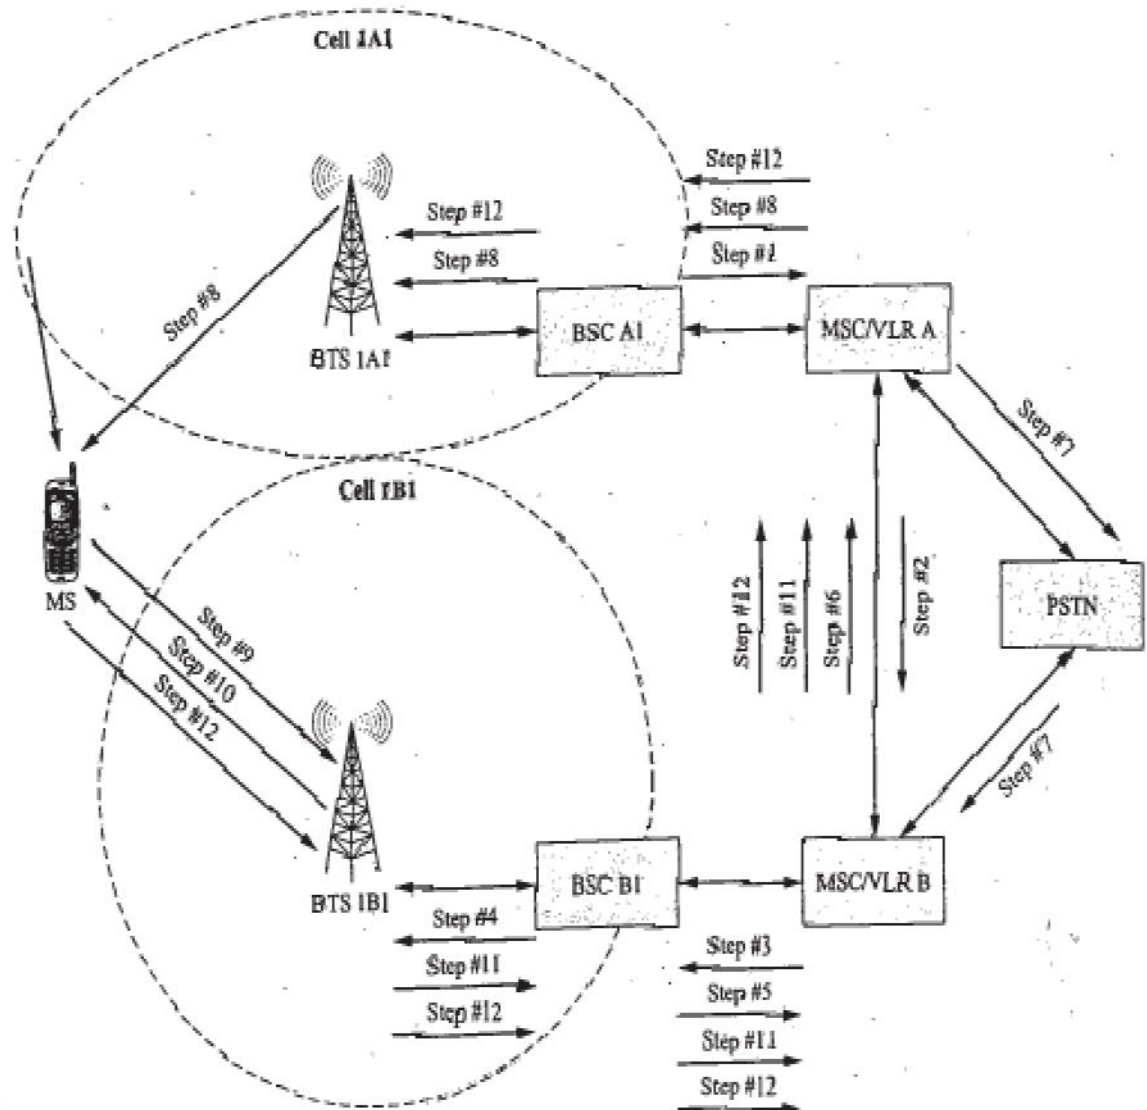 Cell 1A1
Step #12
Step #8
Step #1
Step #12
Step #8
Step #8
BTS 1A1
BSC A1
MSC/VLR A
Step #7
Cell 1B1
MS
Step #9
Step #10
Step #12
Step #12
Step #11
Step #6
Step #2
PSTN
Step #7
BTS 1B1
BSC B1
MSC/VLR B
Step #4
Step #11
Step #12
Step #3
Step #5
Step #11
Step #12